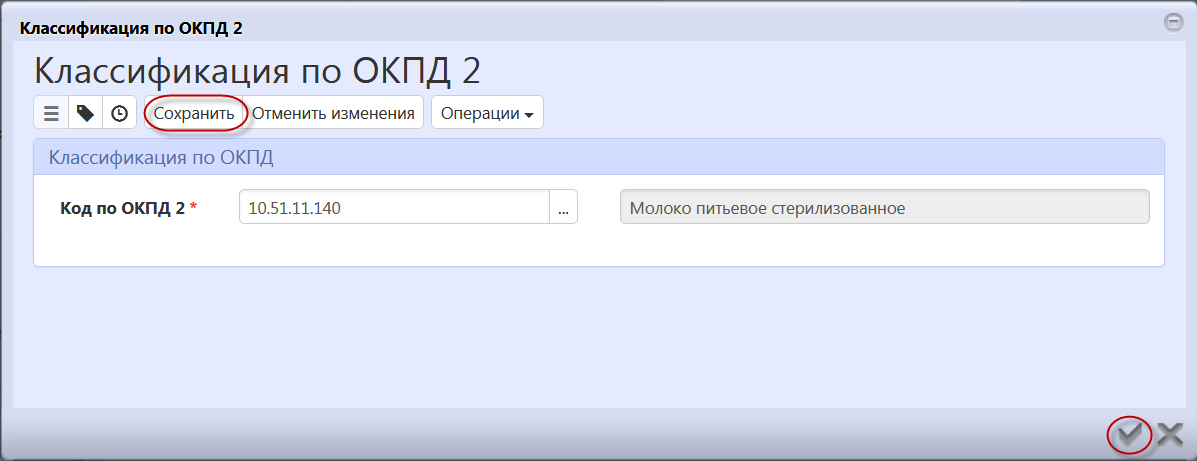 Классификация по ОКПД 2
Классификация по ОКПД 2
Сохранить Отменить изменения Операции
Классификация по ОКПД
Код по ОКПД 2 * 10.51.11.140 ... Молоко питьевое стерилизованное